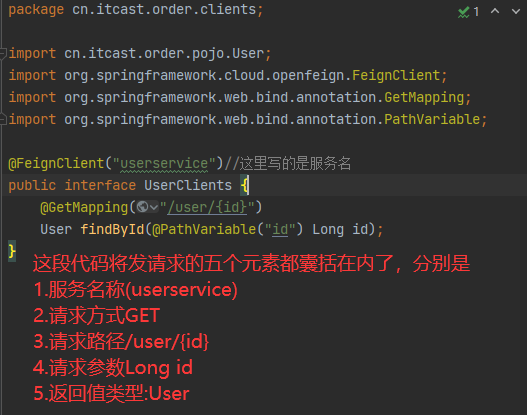 package cn.itcast.order.clients;
1
import cn.itcast.order.pojo.User;
import org.springframework.cloud.openfeign.FeignClient;
import org.springframework.web.bind.annotation.GetMapping;
import org.springframework.web.bind.annotation.PathVariable;
@FeignClient("userservice")//这里写的是服务名
public interface UserClients {
@GetMapping("/user/{id}")
User findById(@PathVariable("id") Long id);
}
这段代码将发请求的五个元素都囊括在内了，分别是
1.服务名称(userservice)
2.请求方式GET
3.请求路径/user/{id}
4.请求参数Long id
5.返回值类型:User